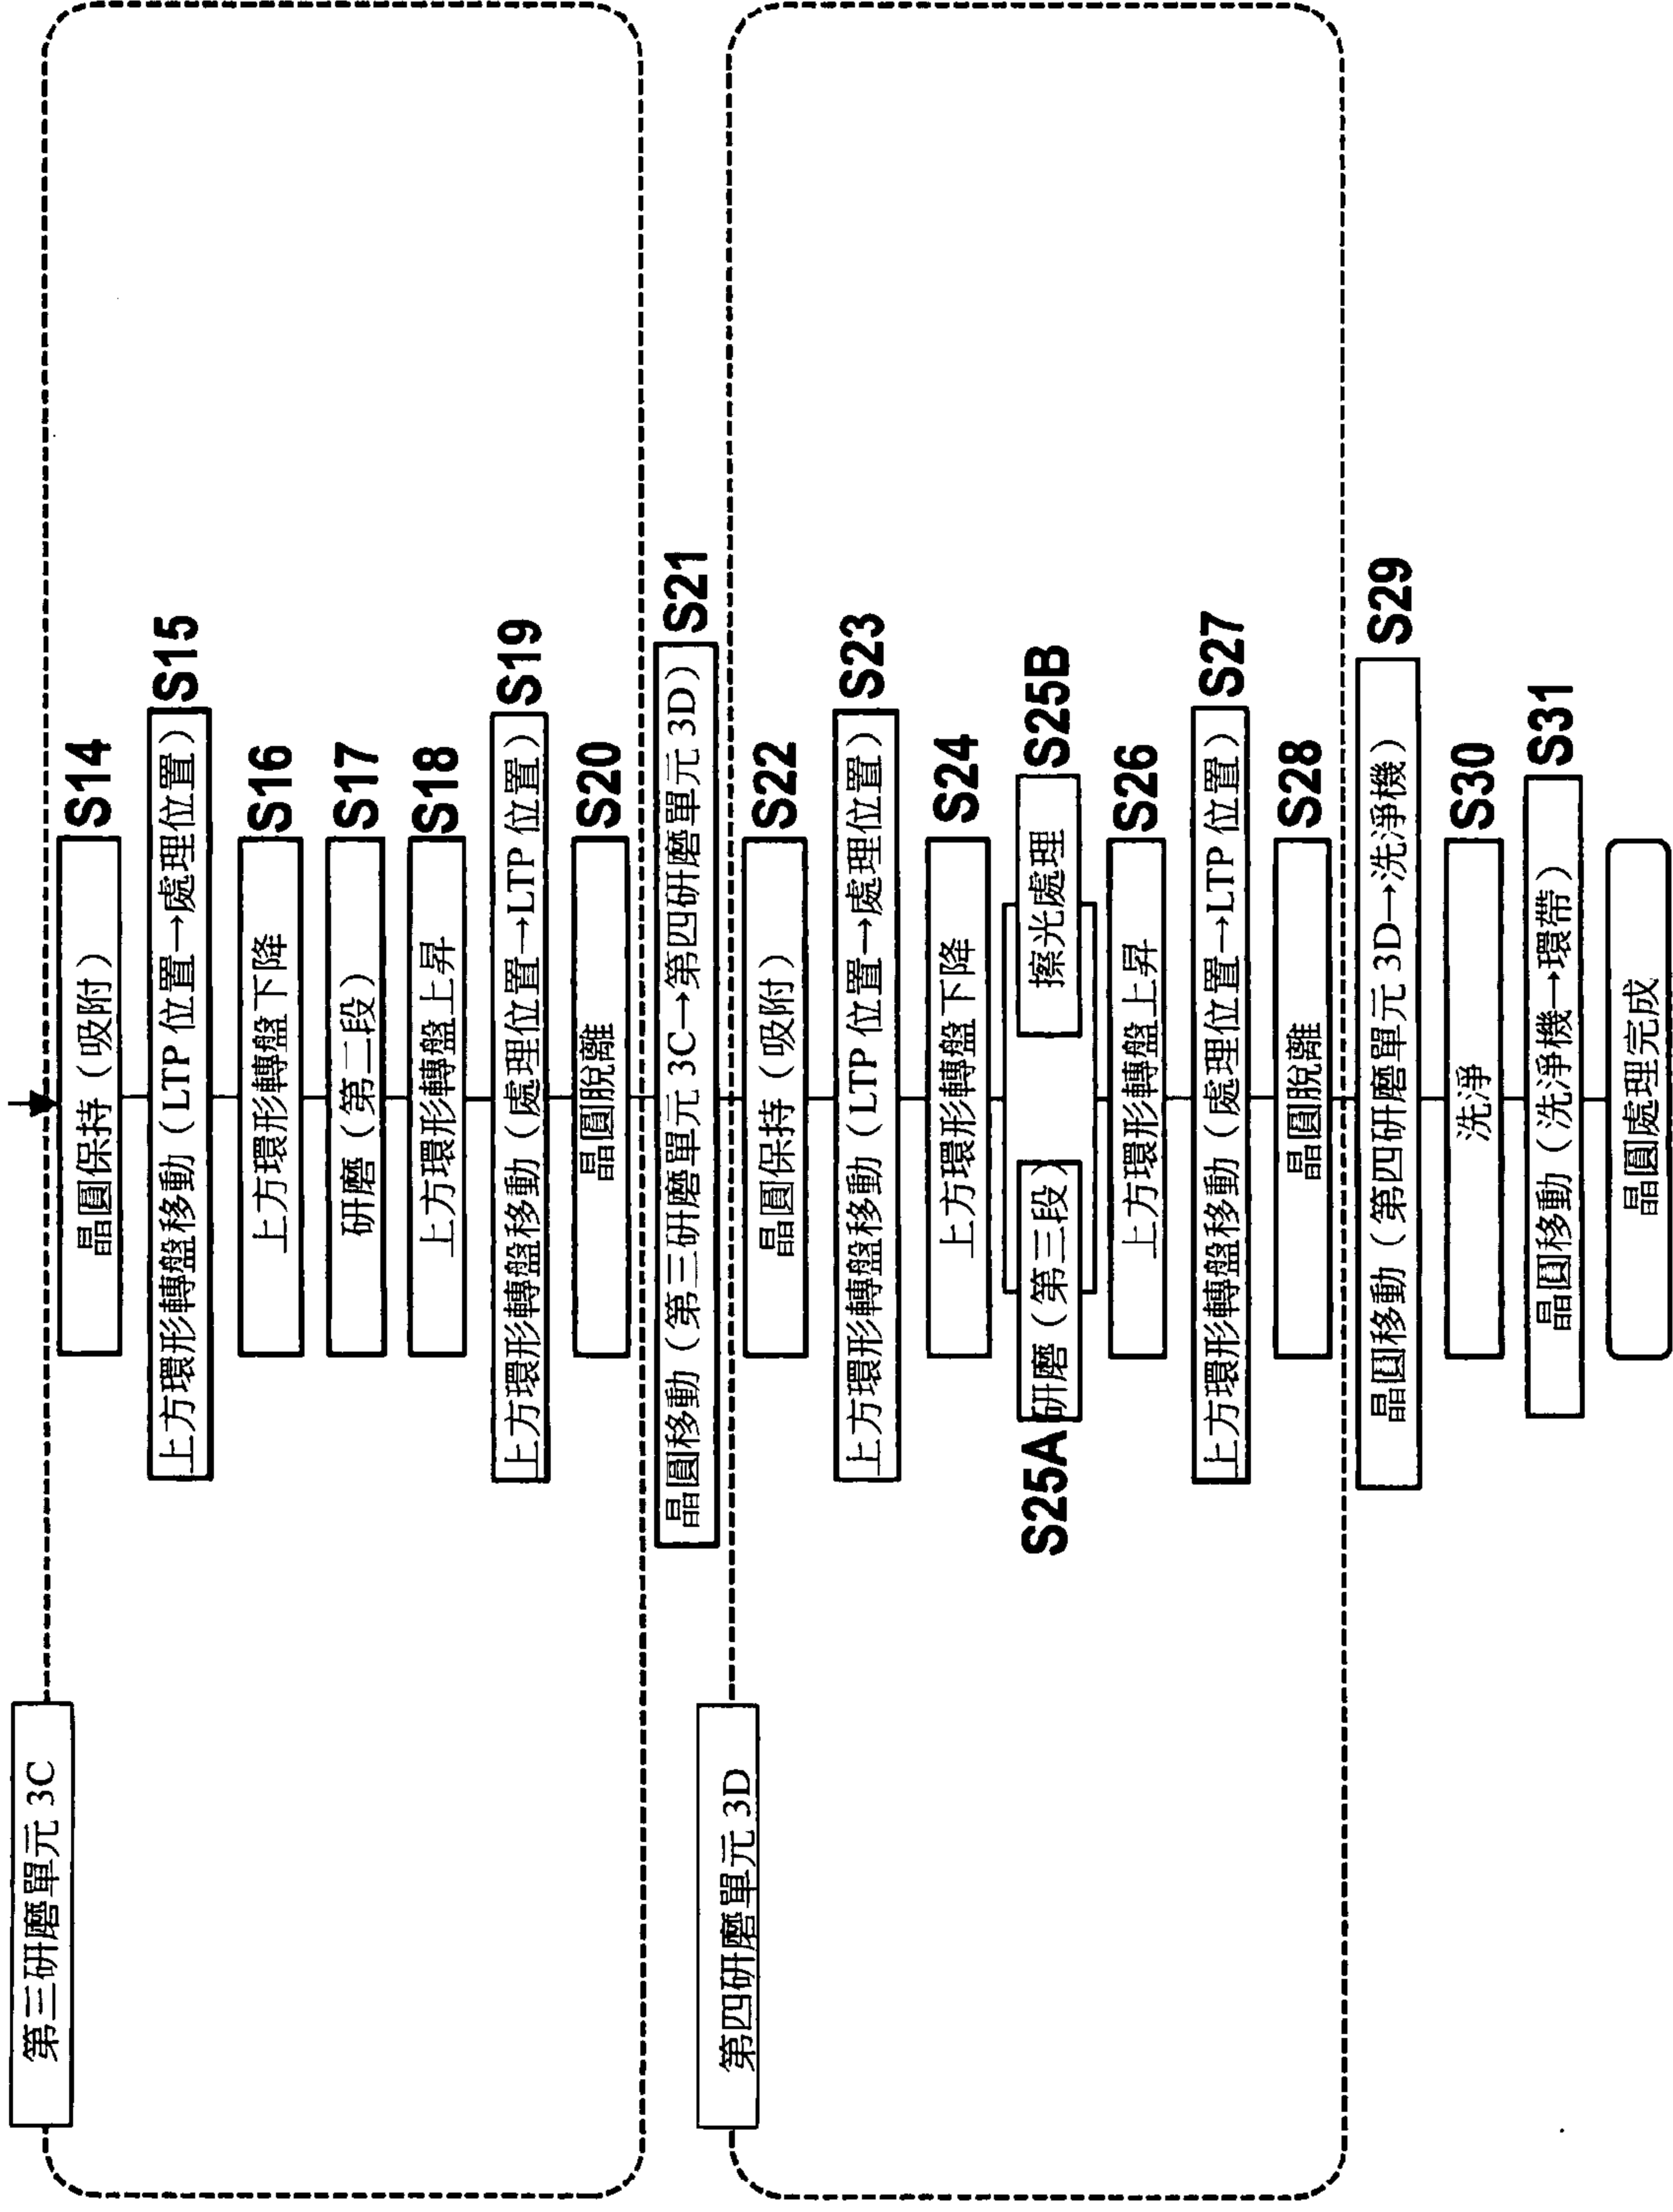 第三研磨單元 3C
晶圓保持（吸附）
S14
上方環形轉盤移動（LTP 位置→處理位置）
S15
上方環形轉盤下降
S16
研磨（第二段）
S17
上方環形轉盤上昇
S18
上方環形轉盤移動（處理位置→LTP 位置）
S19
晶圓脫離
S20
晶圓移動（第三研磨單元 3C→第四研磨單元 3D）
S21
第四研磨單元 3D
晶圓保持（吸附）
S22
上方環形轉盤移動（LTP 位置→處理位置）
S23
上方環形轉盤下降
S24
S25A
研磨（第三段）
擦光處理
S25B
上方環形轉盤上昇
S26
上方環形轉盤移動（處理位置→LTP 位置）
S27
晶圓脫離
S28
晶圓移動（第四研磨單元 3D→洗淨機）
S29
洗淨
S30
晶圓移動（洗淨機→環帶）
S31
晶圓處理完成